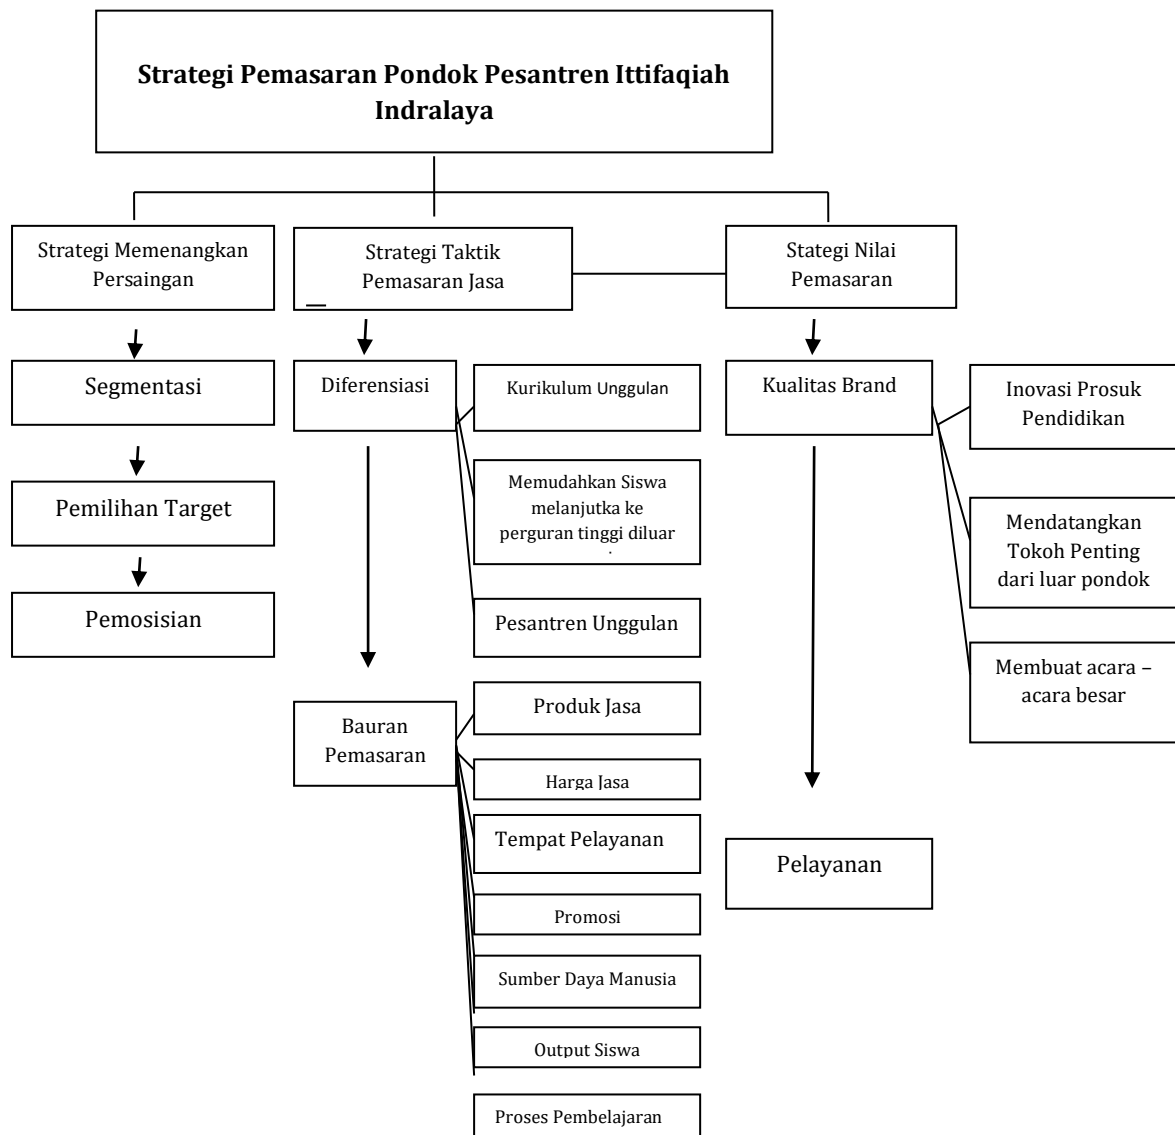 Strategi Pemasaran Pondok Pesantren Ittifaqiah
Indralaya
Strategi Memenangkan
Persaingan
Strategi Taktik
Pemasaran Jasa
Stategi Nilai
Pemasaran
Segmentasi
Diferensiasi
Kurikulum Unggulan
Kualitas Brand
Inovasi Prosuk
Pendidikan
Pemilihan Target
Memudahkan Siswa
melanjutka ke
perguran tinggi diluar
Mendatangkan
Tokoh Penting
dari luar pondok
Pemosisian
Pesantren Unggulan
Membuat acara –
acara besar
Bauran
Pemasaran
Produk Jasa
Harga Jasa
Tempat Pelayanan
Pelayanan
Promosi
Sumber Daya Manusia
Output Siswa
Proses Pembelajaran